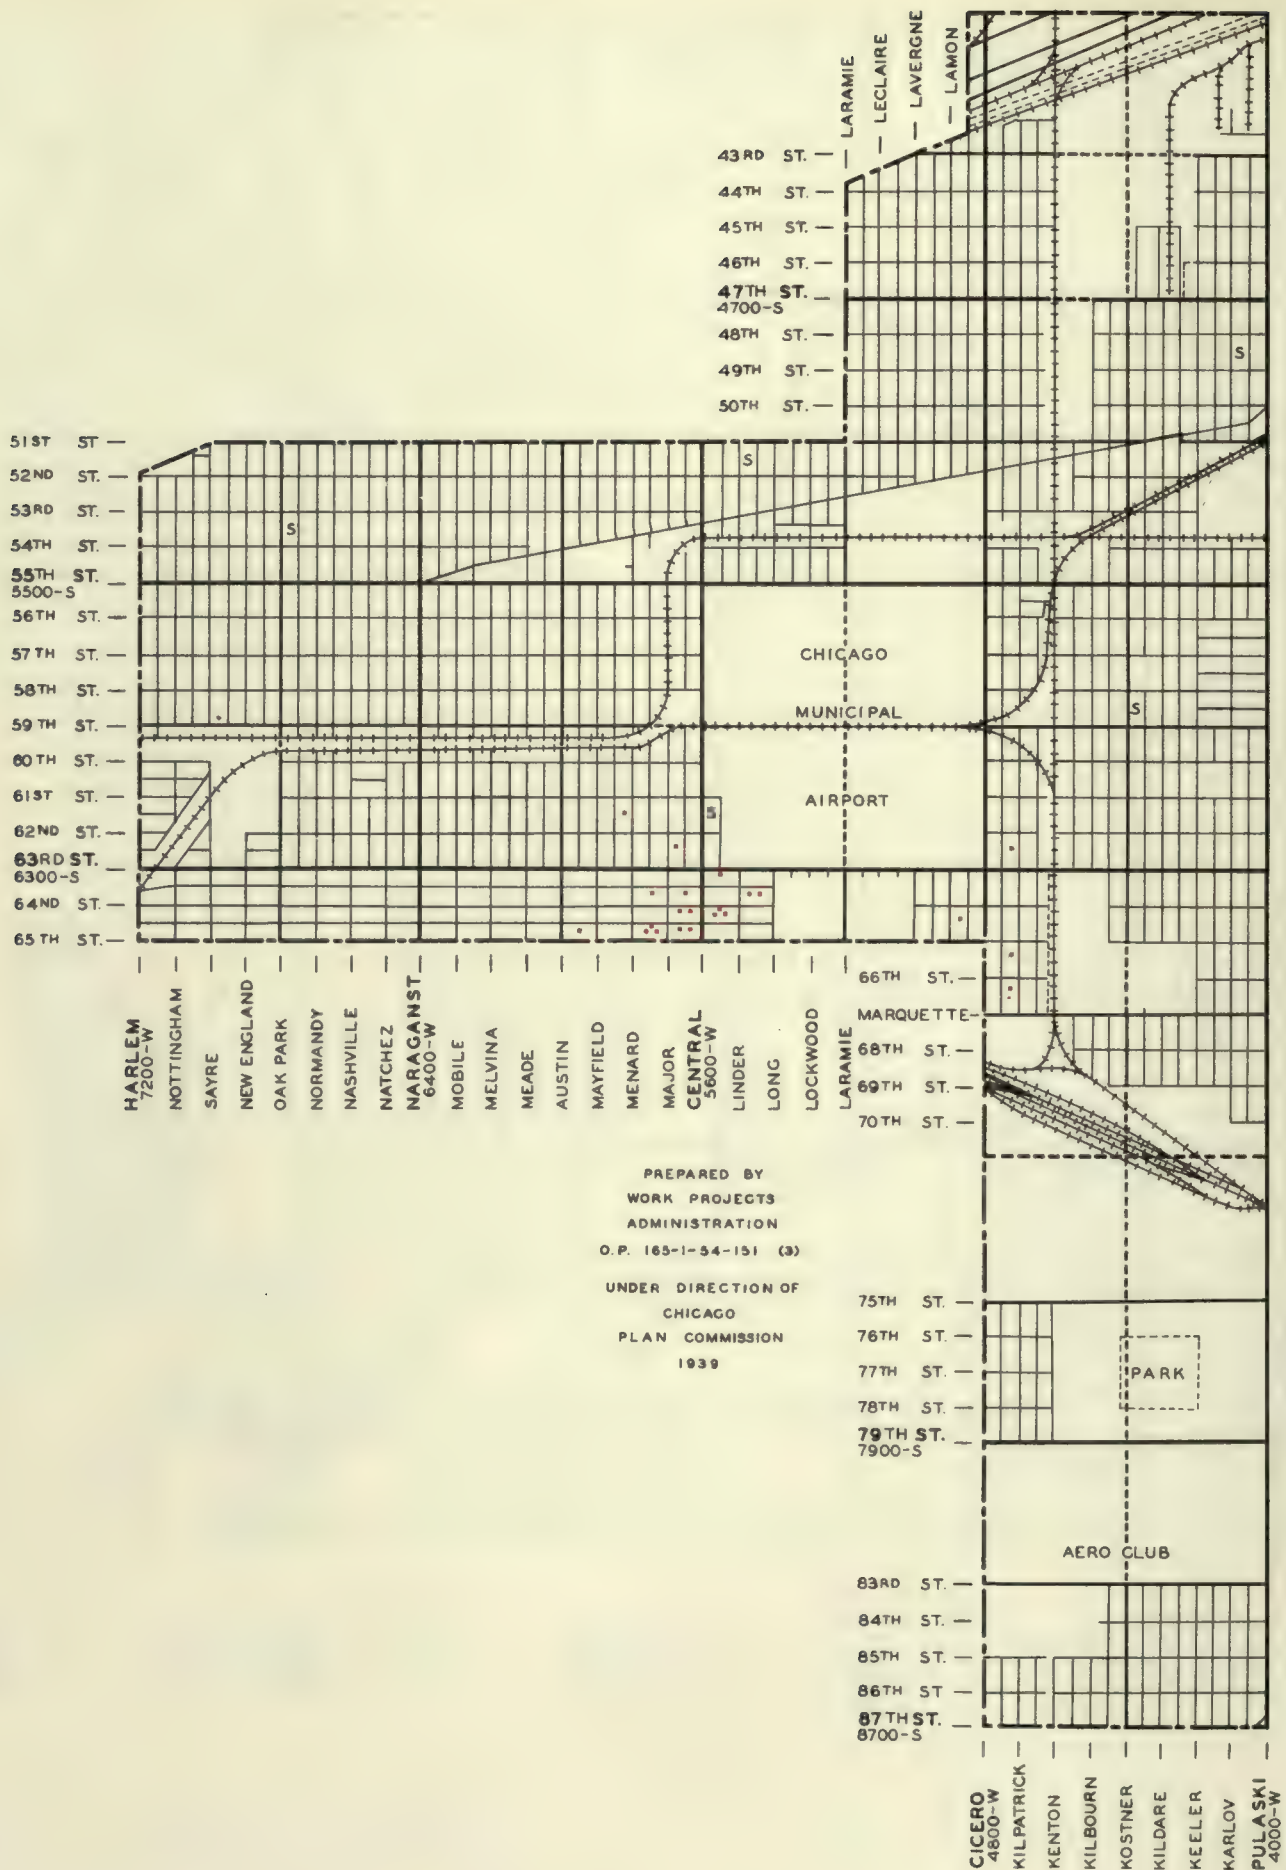 LARAMIE
LECLAIRE
LAVERGNE
LAMON
43RD ST.
44TH ST.
45TH ST.
46TH ST.
47TH ST.
4700-S
48TH ST.
49TH ST.
50TH ST.
S
51ST ST
52ND ST.
53RD ST.
54TH ST.
55TH ST.
5500-S
56TH ST.
57TH ST.
58TH ST.
59TH ST.
60TH ST.
61ST ST.
62ND ST.
63RD ST.
6300-S
64TH ST.
65TH ST.
S
S
CHICAGO
MUNICIPAL
AIRPORT
S
S
HARLEM
7200-W
NOTTINGHAM
SAYRE
NEW ENGLAND
OAK PARK
NORMANDY
NASHVILLE
NATCHEZ
NARAGANST
6400-W
MOBILE
MELVINA
MEADE
AUSTIN
MAYFIELD
MENARD
MAJOR
CENTRAL
5600-W
LINDER
LONG
LOCKWOOD
LARAMIE
66TH ST.
MARQUETTE
68TH ST.
69TH ST.
70TH ST.
PREPARED BY
WORK PROJECTS
ADMINISTRATION
O.P. 165-1-54-151 (3)
UNDER DIRECTION OF
CHICAGO
PLAN COMMISSION
1939
75TH ST.
76TH ST.
77TH ST.
78TH ST.
79TH ST.
7900-S
PARK
AERO CLUB
83RD ST.
84TH ST.
85TH ST.
86TH ST
87TH ST.
8700-S
CICERO
4800-W
KILPATRICK
KENTON
KILBOURN
KOSTNER
KILDARE
KEELER
KARLOV
PULASKI
4000-W